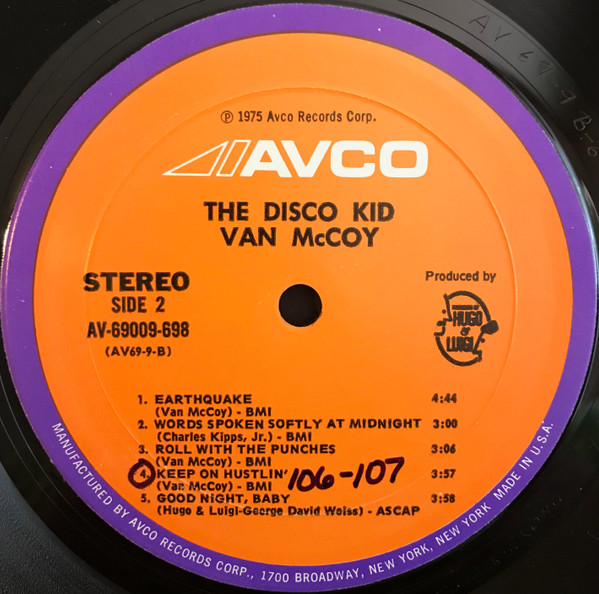 ℗ 1975 Avco Records Corp.
AVCO
THE DISCO KID
VAN McCOY
STEREO
SIDE 2
AV-69009-698
(AV69-9-B)
Produced by
HUGO
&
LUIGI
1. EARTHQUAKE 4:44
(Van McCoy) - BMI
2. WORDS SPOKEN SOFTLY AT MIDNIGHT 3:00
(Charles Kipps, Jr.) - BMI
3. ROLL WITH THE PUNCHES 3:06
(Van McCoy) - BMI
4. KEEP ON HUSTLIN' 106-107 3:57
(Van McCoy) - BMI
5. GOOD NIGHT, BABY 3:58
(Hugo & Luigi-George David Weiss) - ASCAP
MANUFACTURED BY AVCO RECORDS CORP., 1700 BROADWAY, NEW YORK, NEW YORK MADE IN U.S.A.